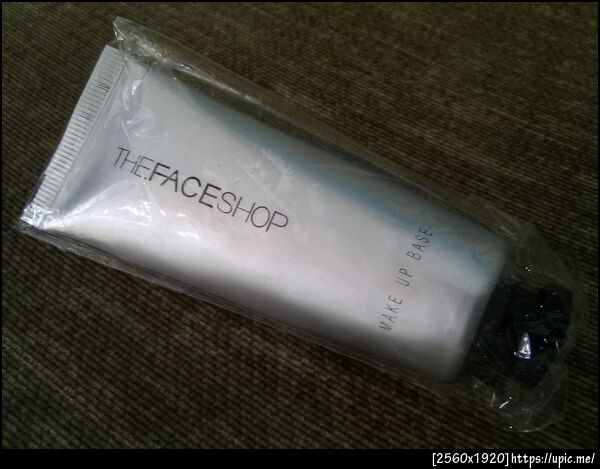 THEFACESHOP
MAKE UP BASE
[2560x1920]https://upic.me/